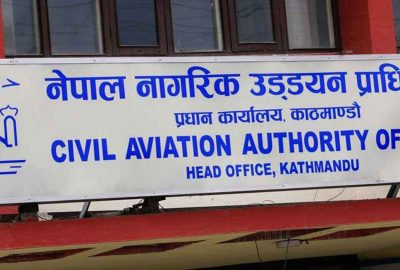 नेपाल नागरिक उड्डयन
प्रधान कार्यालय, काठमाण्डौ
CIVIL AVIATION AUTHORITY OF
HEAD OFFICE, KATHMANDU